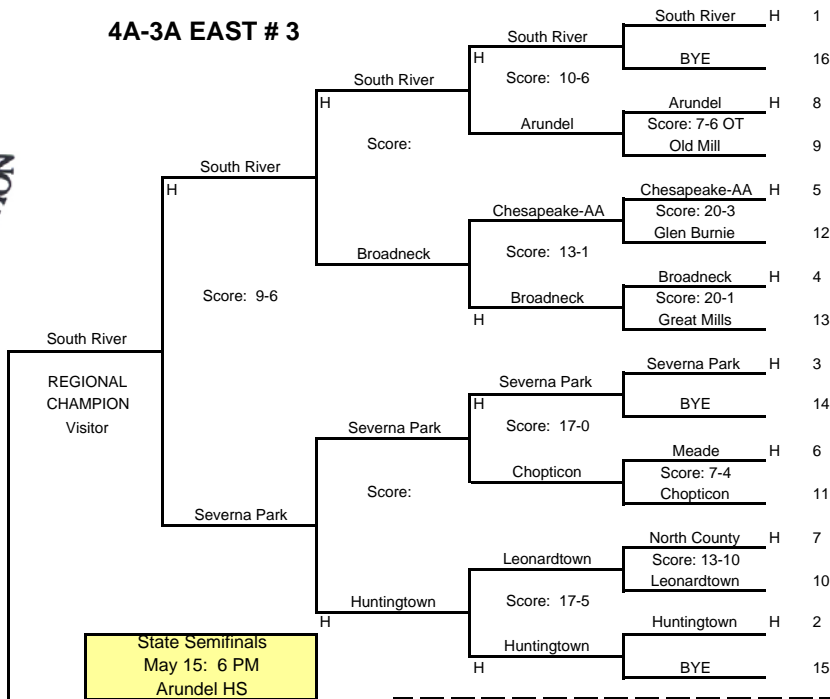 4A-3A EAST # 3
South River H 1
South River
H BYE 16
South River Score: 10-6
H Arundel H 8
Arundel Score: 7-6 OT
Score: Old Mill 9
South River
H Chesapeake-AA H 5
Chesapeake-AA Score: 20-3
Glen Burnie 12
Broadneck Score: 13-1
Broadneck H 4
Score: 9-6 Broadneck Score: 20-1
H Great Mills 13
South River
Severna Park H 3
REGIONAL Severna Park
CHAMPION H BYE 14
Visitor Severna Park Score: 17-0
Meade H 6
Chopticon Score: 7-4
Score: Chopticon 11
Severna Park
North County H 7
Leonardtown Score: 13-10
Leonardtown 10
Huntingtown Score: 17-5
H Huntingtown H 2
State Semifinals
Huntingtown
May 15: 6 PM
H BYE 15
Arundel HS